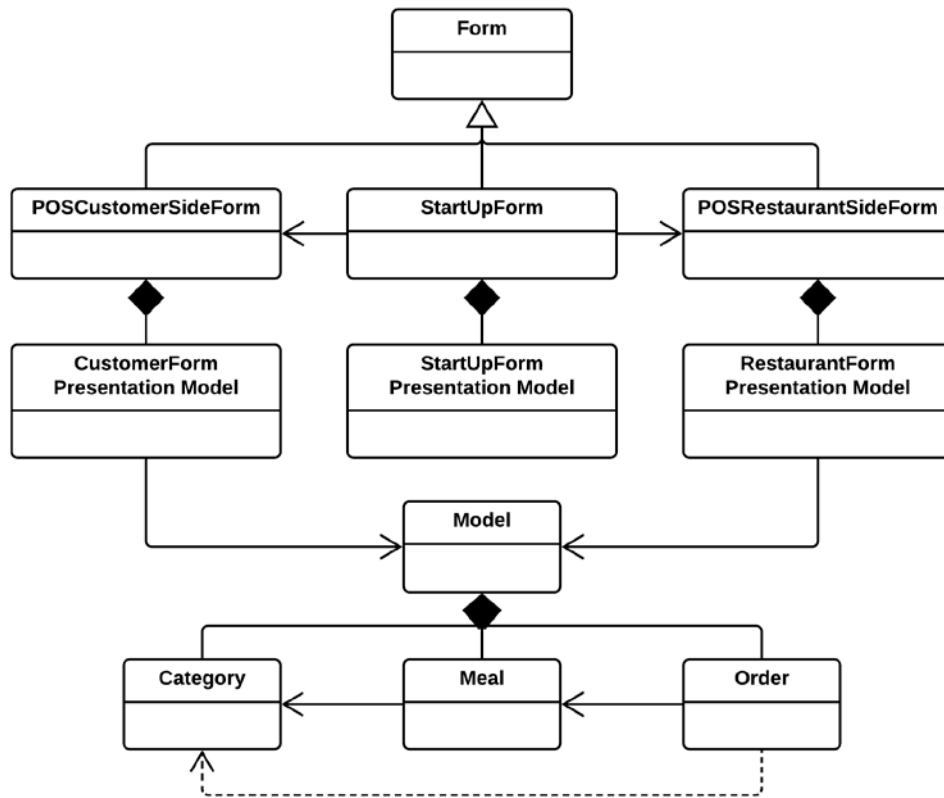 Form
POSCustomerSideForm
StartUpForm
POSRestaurantSideForm
CustomerForm
Presentation Model
StartUpForm
Presentation Model
RestaurantForm
Presentation Model
Model
Category
Meal
Order